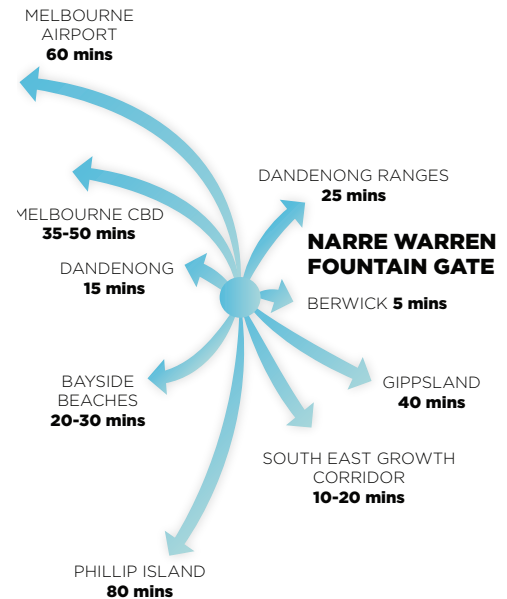 MELBOURNE
AIRPORT
60 mins
DANDENONG RANGES
25 mins
MELBOURNE CBD
35-50 mins
NARRE WARREN
FOUNTAIN GATE
DANDENONG
15 mins
BERWICK 5 mins
BAYSIDE
BEACHES
20-30 mins
GIPPSLAND
40 mins
SOUTH EAST GROWTH
CORRIDOR
10-20 mins
PHILLIP ISLAND
80 mins